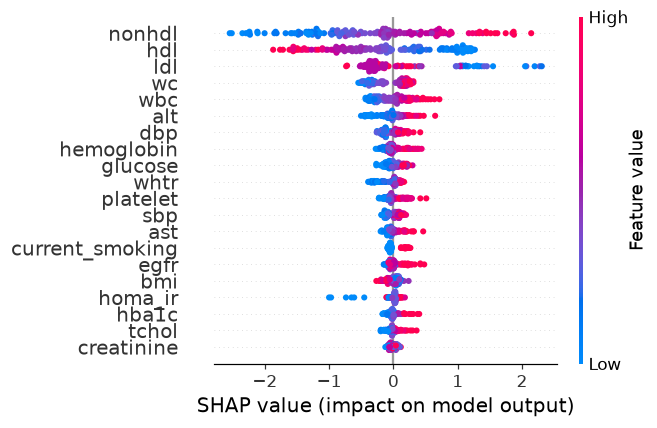 High
nonhdl
hdl
ldl
wc
wbc
alt
dbp
hemoglobin
glucose
whtr
platelet
sbp
ast
current_smoking
egfr
bmi
homa_ir
hba1c
tchol
creatinine
Feature value
Low
−2 −1 0 1 2
SHAP value (impact on model output)